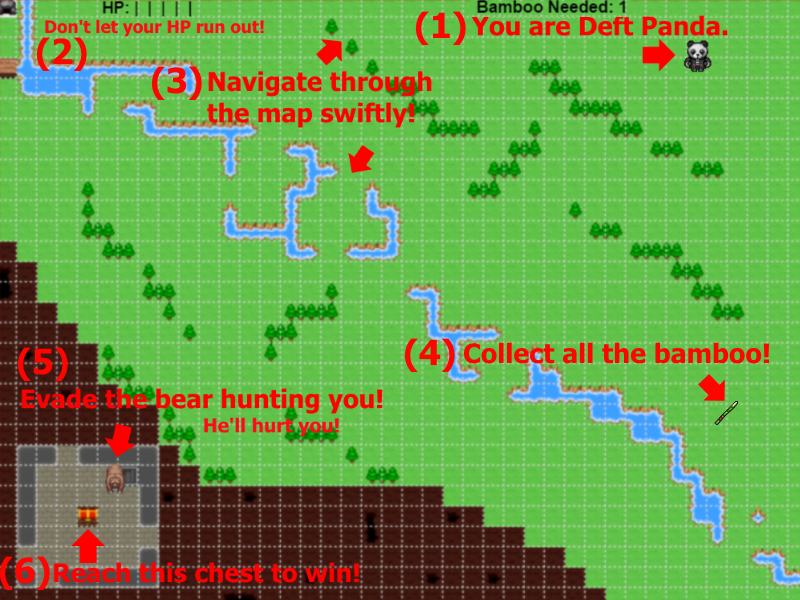 HP: | | | | |
Bamboo Needed: 1
Don't let your HP run out!
(1) You are Deft Panda.
(2)
(3) Navigate through
the map swiftly!
(4) Collect all the bamboo!
(5)
Evade the bear hunting you!
He'll hurt you!
(6) Reach this chest to win!